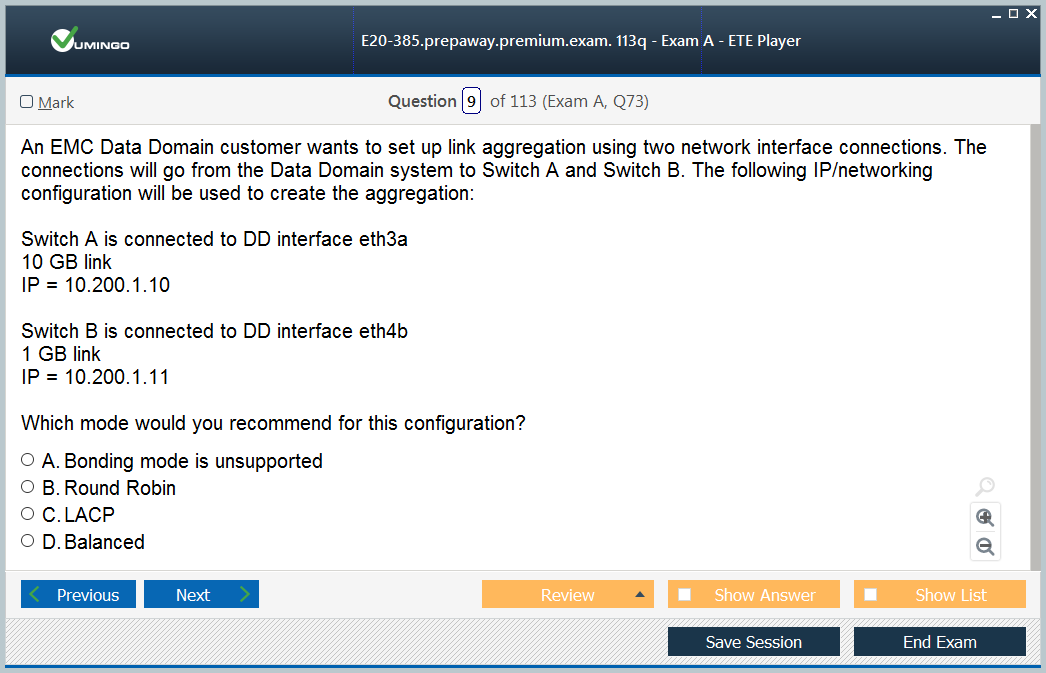 VUMINGO
E20-385.prepaway.premium.exam. 113q - Exam A - ETE Player
Mark
Question 9 of 113 (Exam A, Q73)
An EMC Data Domain customer wants to set up link aggregation using two network interface connections. The
connections will go from the Data Domain system to Switch A and Switch B. The following IP/networking
configuration will be used to create the aggregation:
Switch A is connected to DD interface eth3a
10 GB link
IP = 10.200.1.10
Switch B is connected to DD interface eth4b
1 GB link
IP = 10.200.1.11
Which mode would you recommend for this configuration?
A. Bonding mode is unsupported
B. Round Robin
C. LACP
D. Balanced
Previous
Next
Review
Show Answer
Show List
Save Session
End Exam